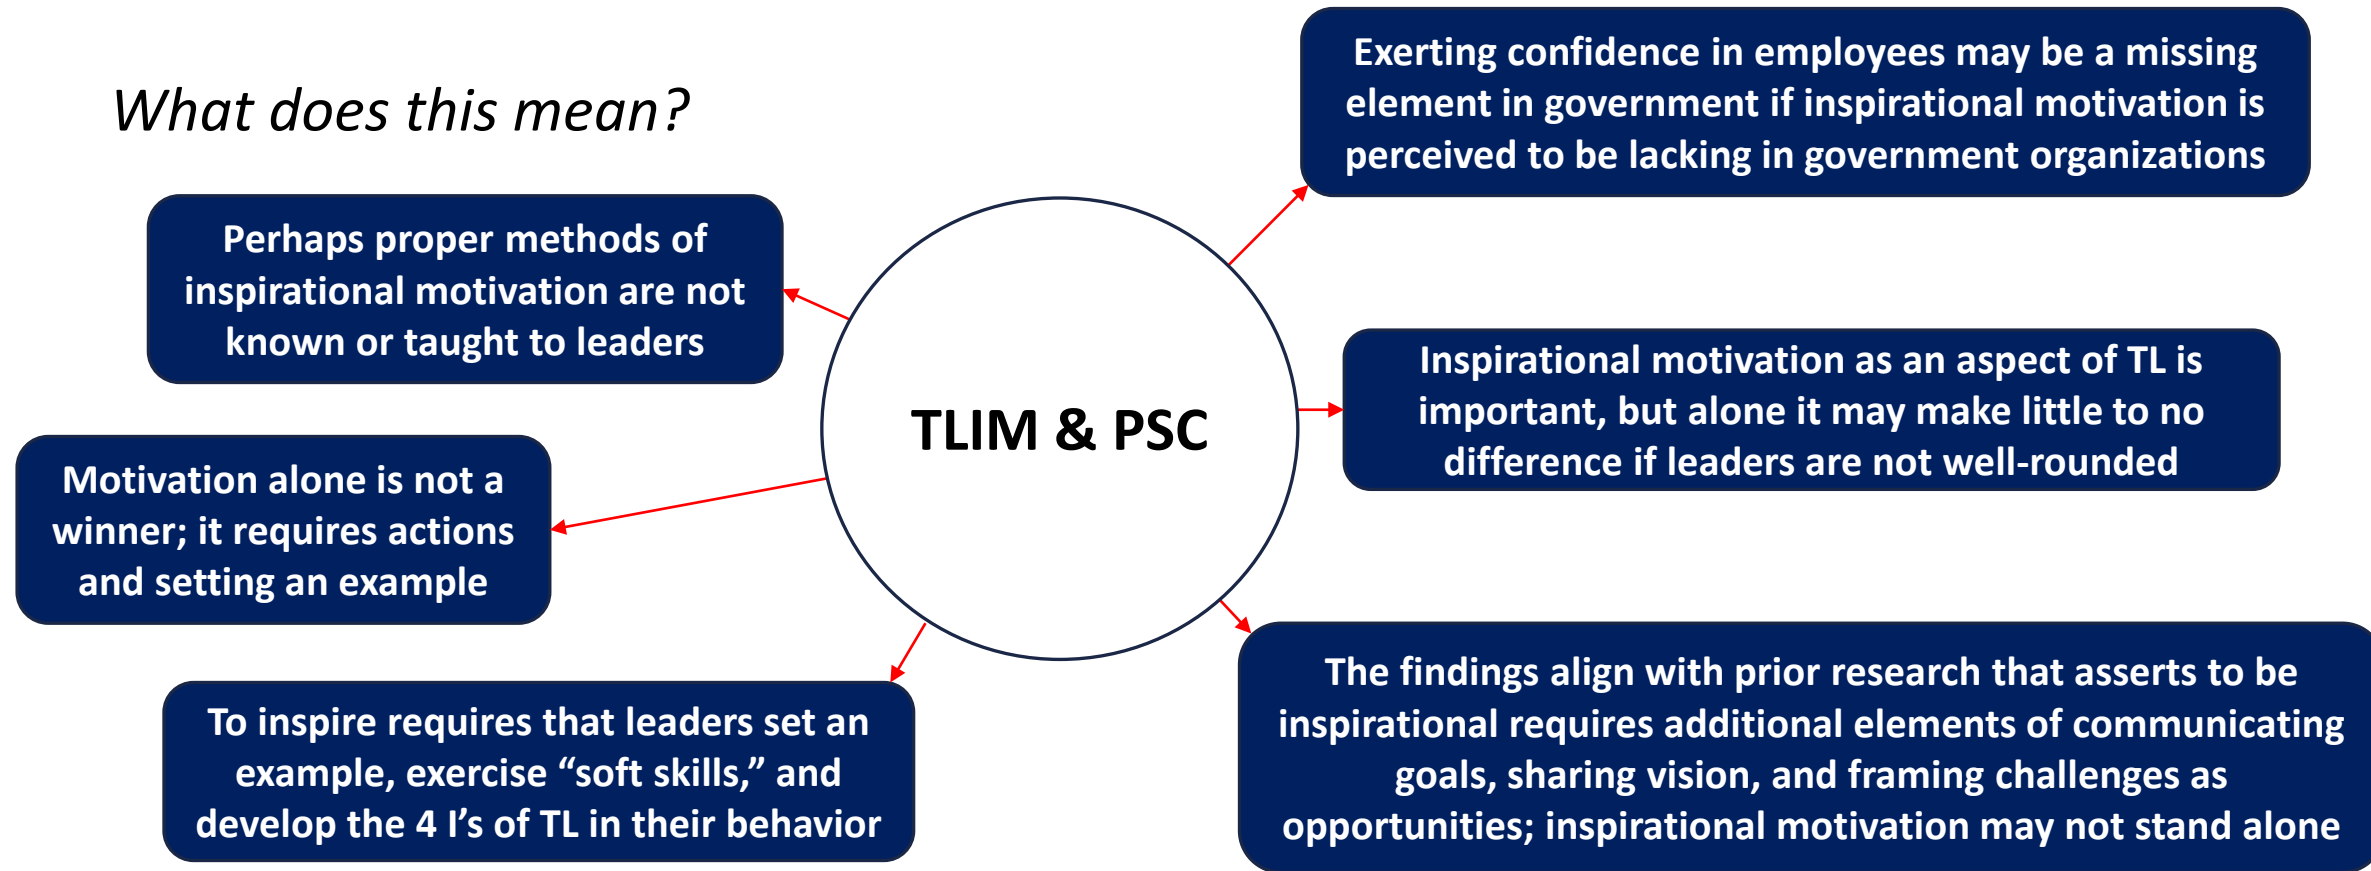 What does this mean?
Exerting confidence in employees may be a missing
element in government if inspirational motivation is
perceived to be lacking in government organizations
Perhaps proper methods of
inspirational motivation are not
known or taught to leaders
TLIM & PSC
Inspirational motivation as an aspect of TL is
important, but alone it may make little to no
difference if leaders are not well-rounded
Motivation alone is not a
winner; it requires actions
and setting an example
To inspire requires that leaders set an
example, exercise “soft skills,” and
develop the 4 I’s of TL in their behavior
The findings align with prior research that asserts to be
inspirational requires additional elements of communicating
goals, sharing vision, and framing challenges as
opportunities; inspirational motivation may not stand alone